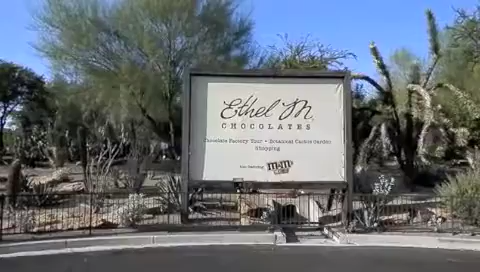 Ethel M.
CHOCOLATES
Chocolate Factory Tour • Botanical Cactus Garden
Shopping
m&m